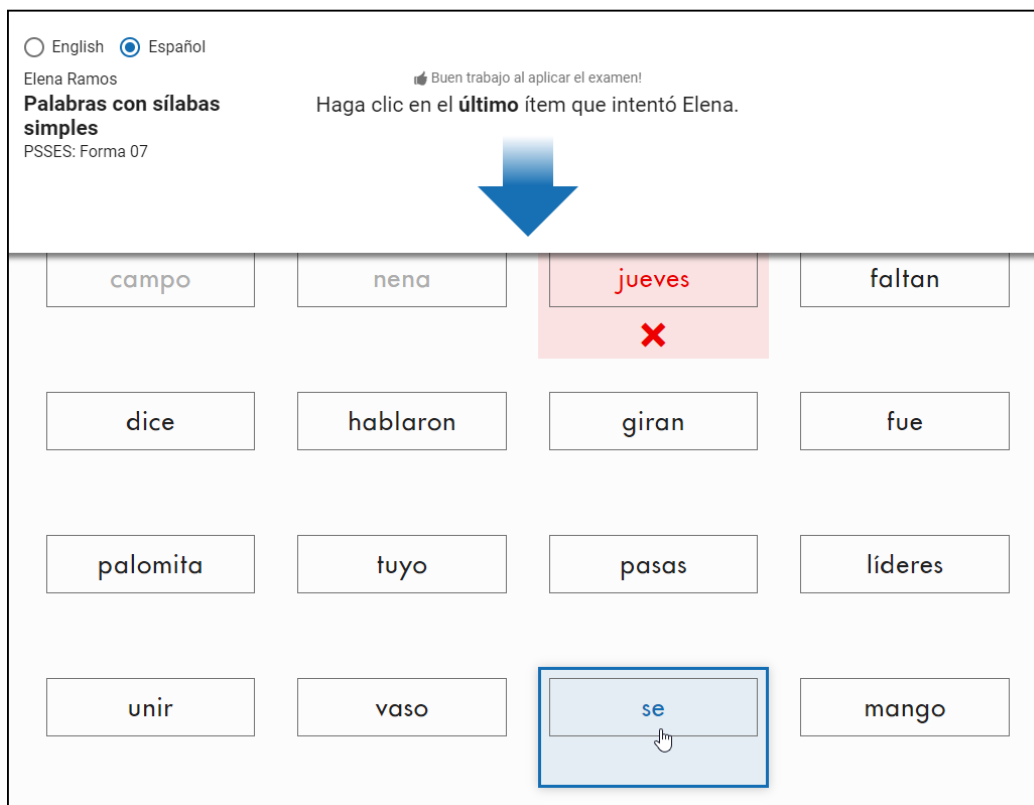 English Español
Elena Ramos
Palabras con sílabas
simples
PSSES: Forma 07
Buen trabajo al aplicar el examen!
Haga clic en el último ítem que intentó Elena.
campo nena jueves faltan
dice hablaron giran fue
palomita tuyo pasas líderes
unir vaso se mango